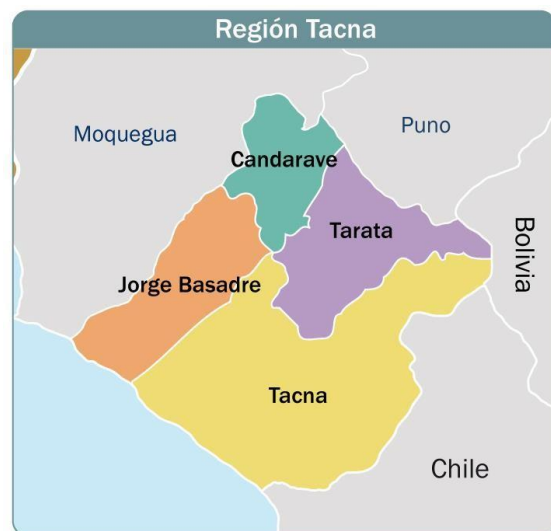 Región Tacna
Moquegua
Puno
Candarave
Tarata
Bolivia
Jorge Basadre
Tacna
Chile